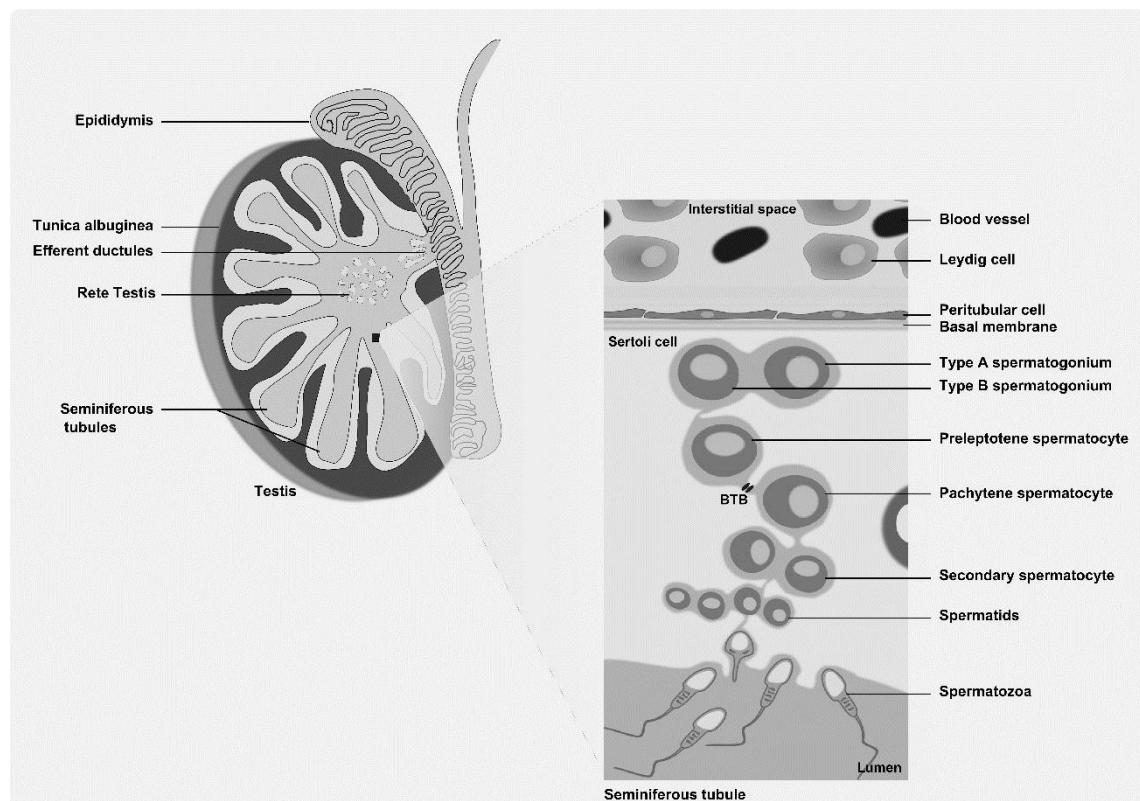 Epididymis
Tunica albuginea
Efferent ductules
Rete Testis
Seminiferous
tubules
Testis
Interstitial space
Blood vessel
Leydig cell
Peritubular cell
Basal membrane
Sertoli cell
Type A spermatogonium
Type B spermatogonium
Preleptotene spermatocyte
BTB
Pachytene spermatocyte
Secondary spermatocyte
Spermatids
Spermatozoa
Lumen
Seminiferous tubule